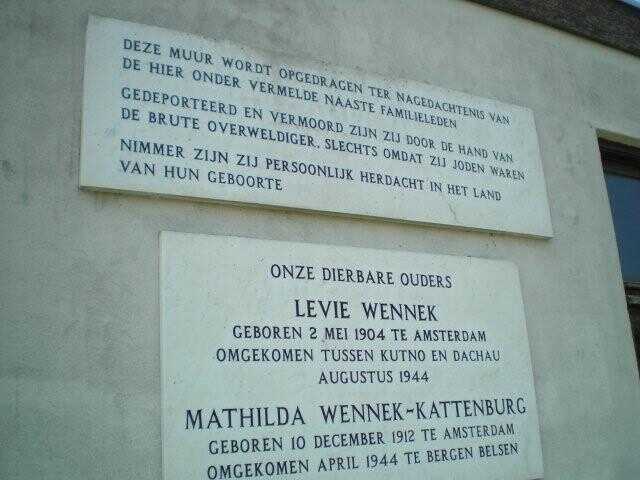 DEZE MUUR WORDT OPGEDRAGEN TER NAGEDACHTENIS VAN
DE HIER ONDER VERMELDE NAASTE FAMILIELEDEN
GEDEPORTEERD EN VERMOORD ZIJN ZIJ DOOR DE HAND VAN
DE BRUTE OVERWELDIGER, SLECHTS OMDAT ZIJ JODEN WAREN
NIMMER ZIJN ZIJ PERSOONLIJK HERDACHT IN HET LAND
VAN HUN GEBOORTE
ONZE DIERBARE OUDERS
LEVIE WENNEK
GEBOREN 2 MEI 1904 TE AMSTERDAM
OMGEKOMEN TUSSEN KUTNO EN DACHAU
AUGUSTUS 1944
MATHILDA WENNEK-KATTENBURG
GEBOREN 10 DECEMBER 1912 TE AMSTERDAM
OMGEKOMEN APRIL 1944 TE BERGEN BELSEN